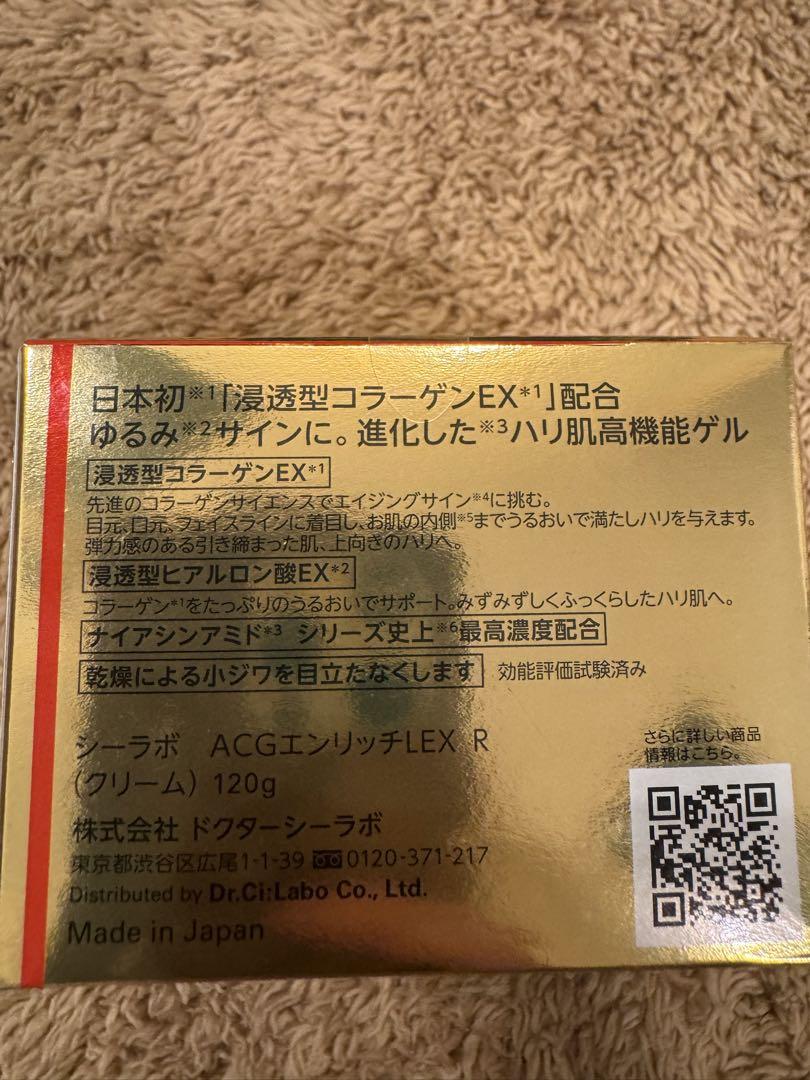 日本初※1「浸透型コラーゲンEX*1」配合
ゆるみ※2サインに。進化した※3ハリ肌高機能ゲル
浸透型コラーゲンEX*1
先進のコラーゲンサイエンスでエイジングサイン※4に挑む。
目元、口元、フェイスラインに着目し、お肌の内側※5までうるおいで満たしハリを与えます。
弾力感のある引き締まった肌、上向きのハリへ。
浸透型ヒアルロン酸EX*2
コラーゲン*1をたっぷりのうるおいでサポート。みずみずしくふっくらしたハリ肌へ。
ナイアシンアミド*3 シリーズ史上※6最高濃度配合
乾燥による小ジワを目立たなくします 効能評価試験済み
シーラボ ACGエンリッチLEX R
(クリーム) 120g
さらに詳しい商品
情報はこちら。
株式会社 ドクターシーラボ
東京都渋谷区広尾1-1-39 0120-371-217
Distributed by Dr.Ci:Labo Co., Ltd.
Made in Japan